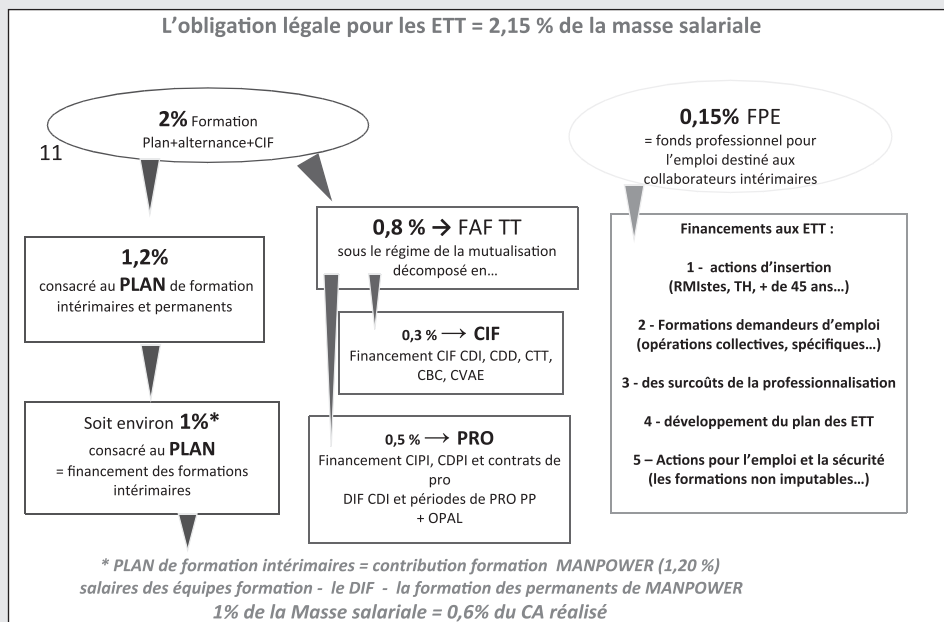 L'obligation légale pour les ETT = 2,15 % de la masse salariale
2% Formation
Plan+alternance+CIF
11
0,15% FPE
= fonds professionnel pour
l'emploi destiné aux
collaborateurs intérimaires
1,2%
consacré au PLAN de formation
intérimaires et permanents
Soit environ 1%*
consacré au PLAN
= financement des formations
intérimaires
0,8 % → FAF TT
sous le régime de la mutualisation
décomposé en…
0,3 % → CIF
Financement CIF CDI, CDD, CTT,
CBC, CVAE
0,5 % → PRO
Financement CIPI, CDPI et contrats de
pro
DIF CDI et périodes de PRO PP
+ OPAL
Financements aux ETT :
1 - actions d'insertion
(RMIstes, TH, + de 45 ans…)
2 - Formations demandeurs d'emploi
(opérations collectives, spécifiques…)
3 - des surcoûts de la professionnalisation
4 - développement du plan des ETT
5 – Actions pour l'emploi et la sécurité
(les formations non imputables…)
* PLAN de formation intérimaires = contribution formation MANPOWER (1,20 %)
salaires des équipes formation - le DIF - la formation des permanents de MANPOWER
1% de la Masse salariale = 0,6% du CA réalisé